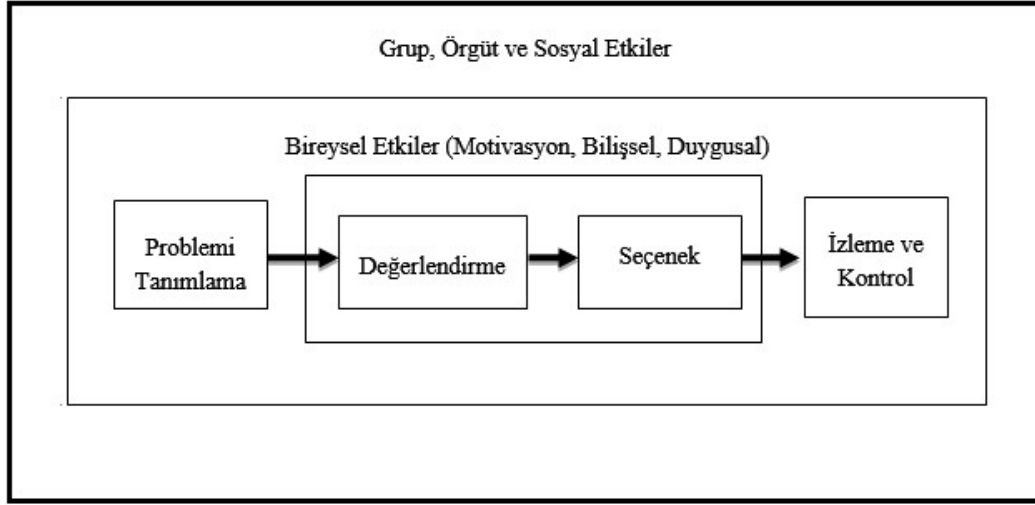 Grup, Örgüt ve Sosyal Etkiler
Bireysel Etkiler (Motivasyon, Bilişsel, Duygusal)
Problemi
Tanımlama
Değerlendirme
Seçenek
İzleme ve
Kontrol